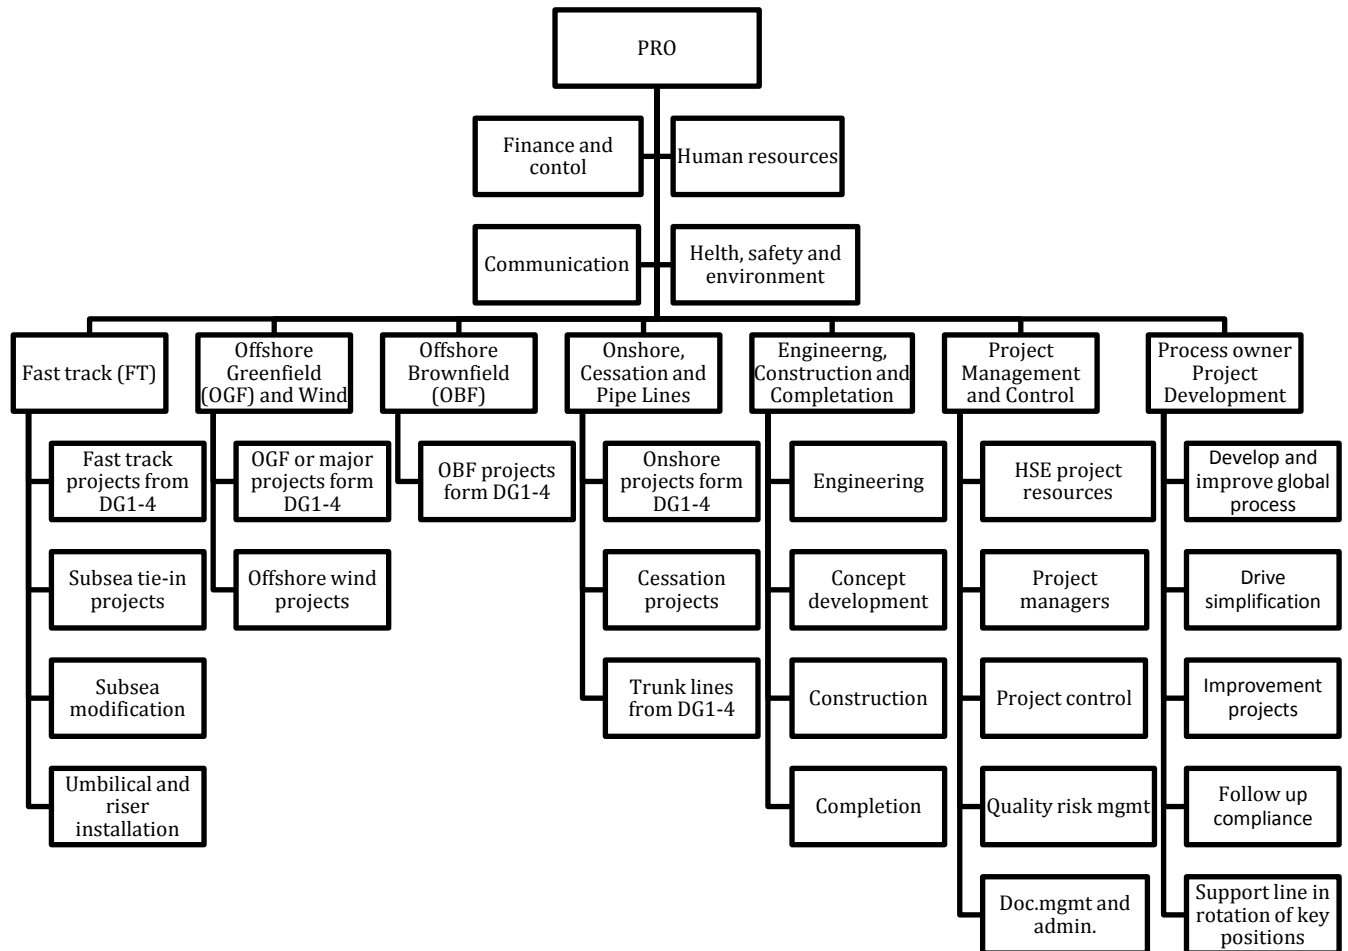 PRO
Finance and
contol
Human resources
Communication
Helth, safety and
environment
Fast track (FT)
Offshore
Greenfield
(OGF) and Wind
Offshore
Brownfield
(OBF)
Onshore,
Cessation and
Pipe Lines
Engineerng,
Construction and
Completation
Project
Management
and Control
Process owner
Project
Development
Fast track
projects from
DG1-4
Subsea tie-in
projects
Subsea
modification
Umbilical and
riser
installation
OGF or major
projects form
DG1-4
Offshore wind
projects
OBF projects
form DG1-4
Onshore
projects form
DG1-4
Cessation
projects
Trunk lines
from DG1-4
Engineering
Concept
development
Construction
Completion
HSE project
resources
Project
managers
Project control
Quality risk mgmt
Doc.mgmt and
admin.
Develop and
improve global
process
Drive
simplification
Improvement
projects
Follow up
compliance
Support line in
rotation of key
positions